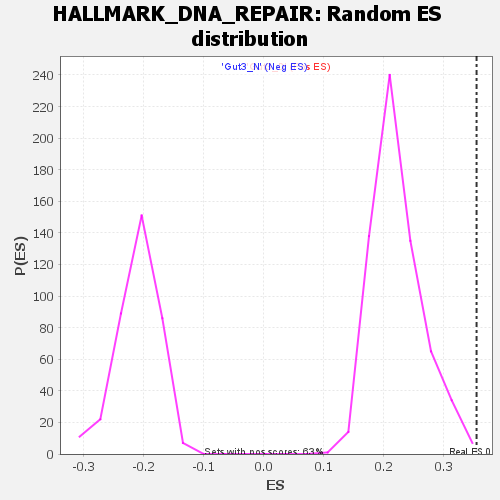 HALLMARK_DNA_REPAIR: Random ES
distribution
'Gut3_N' (Neg ES)
s ES)
240
220
200
180
160
140
120
100
80
60
40
20
0
P(ES)
Sets with pos scores: 63%
Real ES 0
-0.3 -0.2 -0.1 0.0 0.1 0.2 0.3
ES